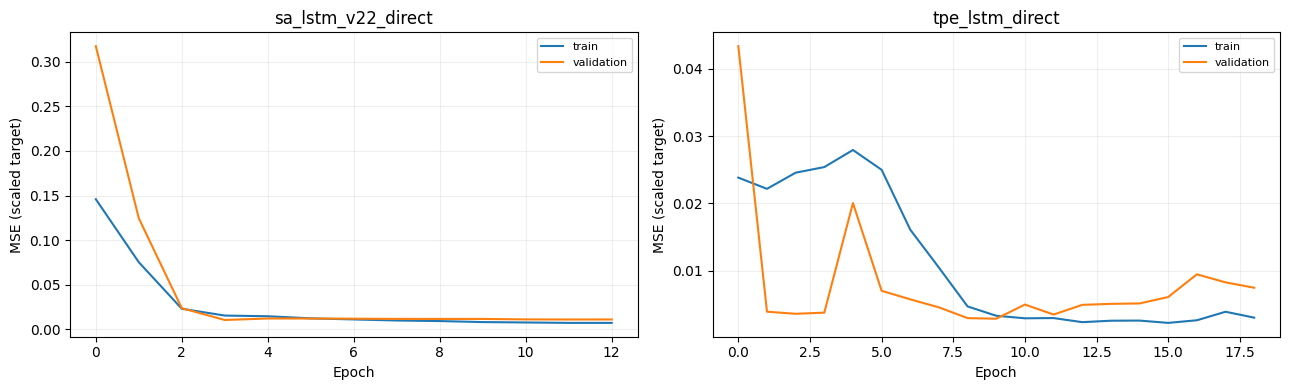 sa_lstm_v22_direct
train
validation
MSE (scaled target)
0.30
0.25
0.20
0.15
0.10
0.05
0.00
0 2 4 6 8 10 12
Epoch
tpe_lstm_direct
train
validation
MSE (scaled target)
0.04
0.03
0.02
0.01
0.0 2.5 5.0 7.5 10.0 12.5 15.0 17.5
Epoch